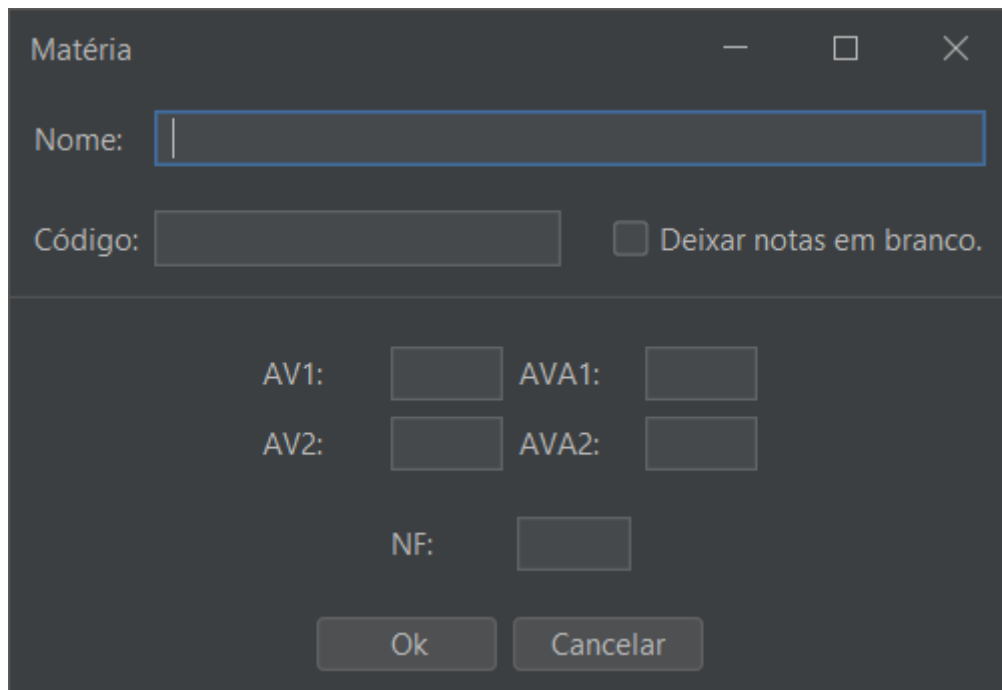 Matéria
Nome:
Código: Deixar notas em branco.
AV1: AVA1:
AV2: AVA2:
NF:
Ok Cancelar